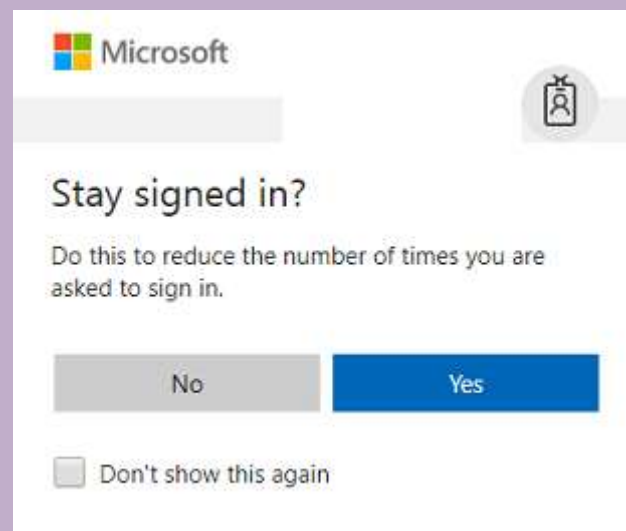 Microsoft
Stay signed in?
Do this to reduce the number of times you are
asked to sign in.
No Yes
Don't show this again